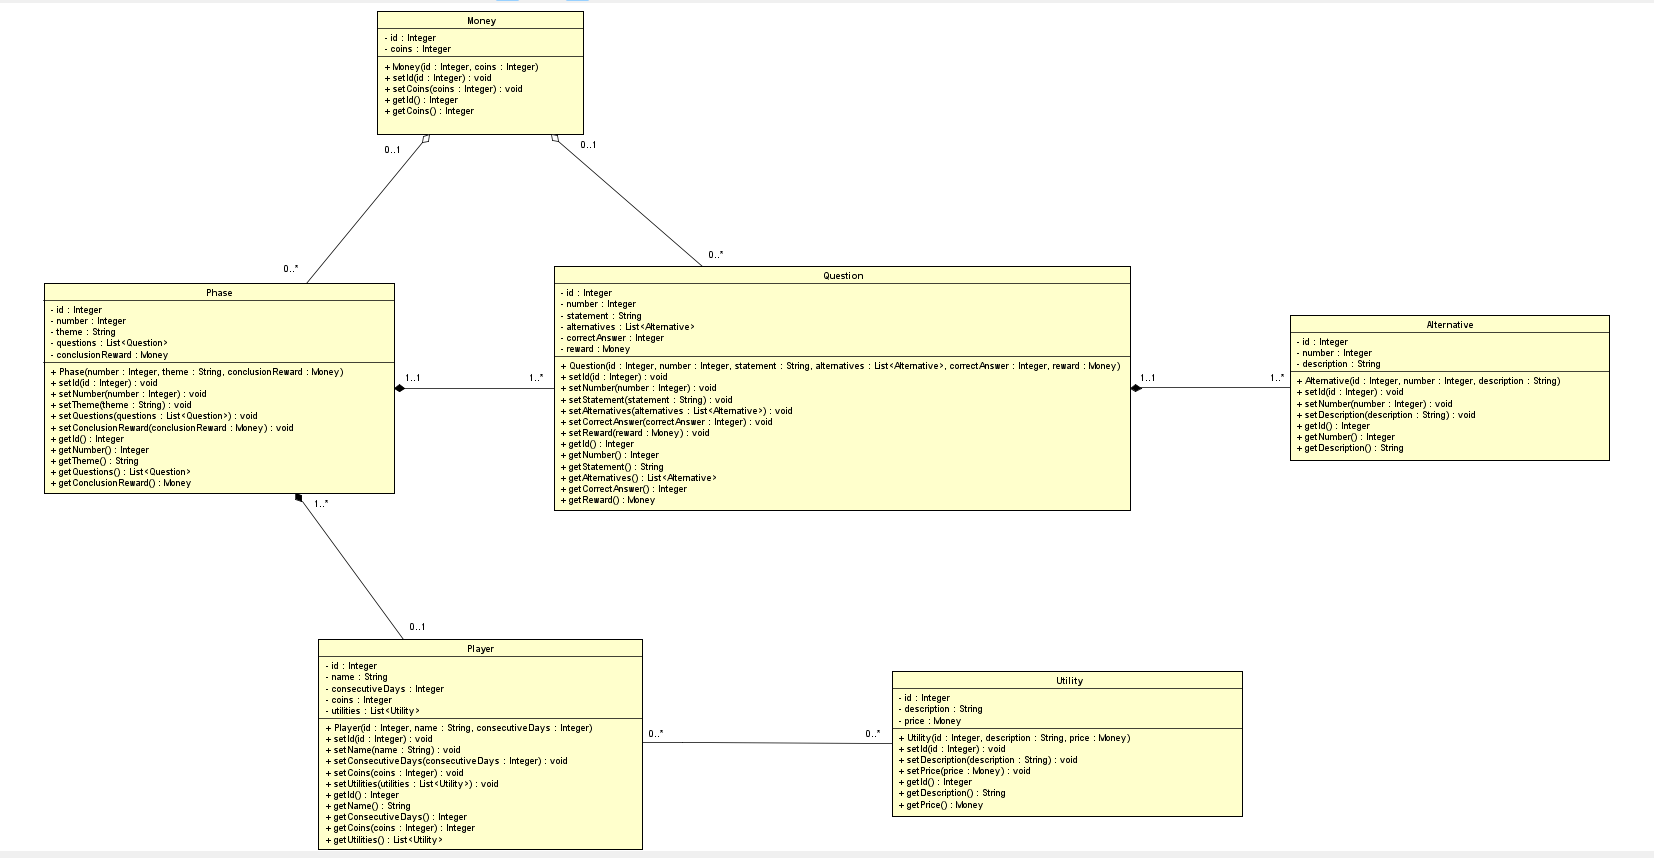 Money
- id : Integer
- coins : Integer
+ Money(id : Integer, coins : Integer)
+ setId(id : Integer) : void
+ setCoins(coins : Integer) : void
+ getId() : Integer
+ getCoins() : Integer
0..1
0..1
0..*
0..*
Phase
- id : Integer
- number : Integer
- theme : String
- questions : List<Question>
- conclusionReward : Money
+ Phase(number : Integer, theme : String, conclusionReward : Money)
+ setId(id : Integer) : void
+ setNumber(number : Integer) : void
+ setTheme(theme : String) : void
+ setQuestions(questions : List<Question>) : void
+ setConclusionReward(conclusionReward : Money) : void
+ getId() : Integer
+ getNumber() : Integer
+ getTheme() : String
+ getQuestions() : List<Question>
+ getConclusionReward() : Money
1..1
1..*
Question
- id : Integer
- number : Integer
- statement : String
- alternatives : List<Alternative>
- correctAnswer : Integer
- reward : Money
+ Question(id : Integer, number : Integer, statement : String, alternatives : List<Alternative>, correctAnswer : Integer, reward : Money)
+ setId(id : Integer) : void
+ setNumber(number : Integer) : void
+ setStatement(statement : String) : void
+ setAlternatives(alternatives : List<Alternative>) : void
+ setCorrectAnswer(correctAnswer : Integer) : void
+ setReward(reward : Money) : void
+ getId() : Integer
+ getNumber() : Integer
+ getStatement() : String
+ getAlternatives() : List<Alternative>
+ getCorrectAnswer() : Integer
+ getReward() : Money
1..1
1..*
Alternative
- id : Integer
- number : Integer
- description : String
+ Alternative(id : Integer, number : Integer, description : String)
+ setId(id : Integer) : void
+ setNumber(number : Integer) : void
+ setDescription(description : String) : void
+ getId() : Integer
+ getNumber() : Integer
+ getDescription() : String
1..*
0..1
Player
- id : Integer
- name : String
- consecutiveDays : Integer
- coins : Integer
- utilities : List<Utility>
+ Player(id : Integer, name : String, consecutiveDays : Integer)
+ setId(id : Integer) : void
+ setName(name : String) : void
+ setConsecutiveDays(consecutiveDays : Integer) : void
+ setCoins(coins : Integer) : void
+ setUtilities(utilities : List<Utility>) : void
+ getId() : Integer
+ getName() : String
+ getConsecutiveDays() : Integer
+ getCoins(coins : Integer) : Integer
+ getUtilities() : List<Utility>
0..*
0..*
Utility
- id : Integer
- description : String
- price : Money
+ Utility(id : Integer, description : String, price : Money)
+ setId(id : Integer) : void
+ setDescription(description : String) : void
+ setPrice(price : Money) : void
+ getId() : Integer
+ getDescription() : String
+ getPrice() : Money